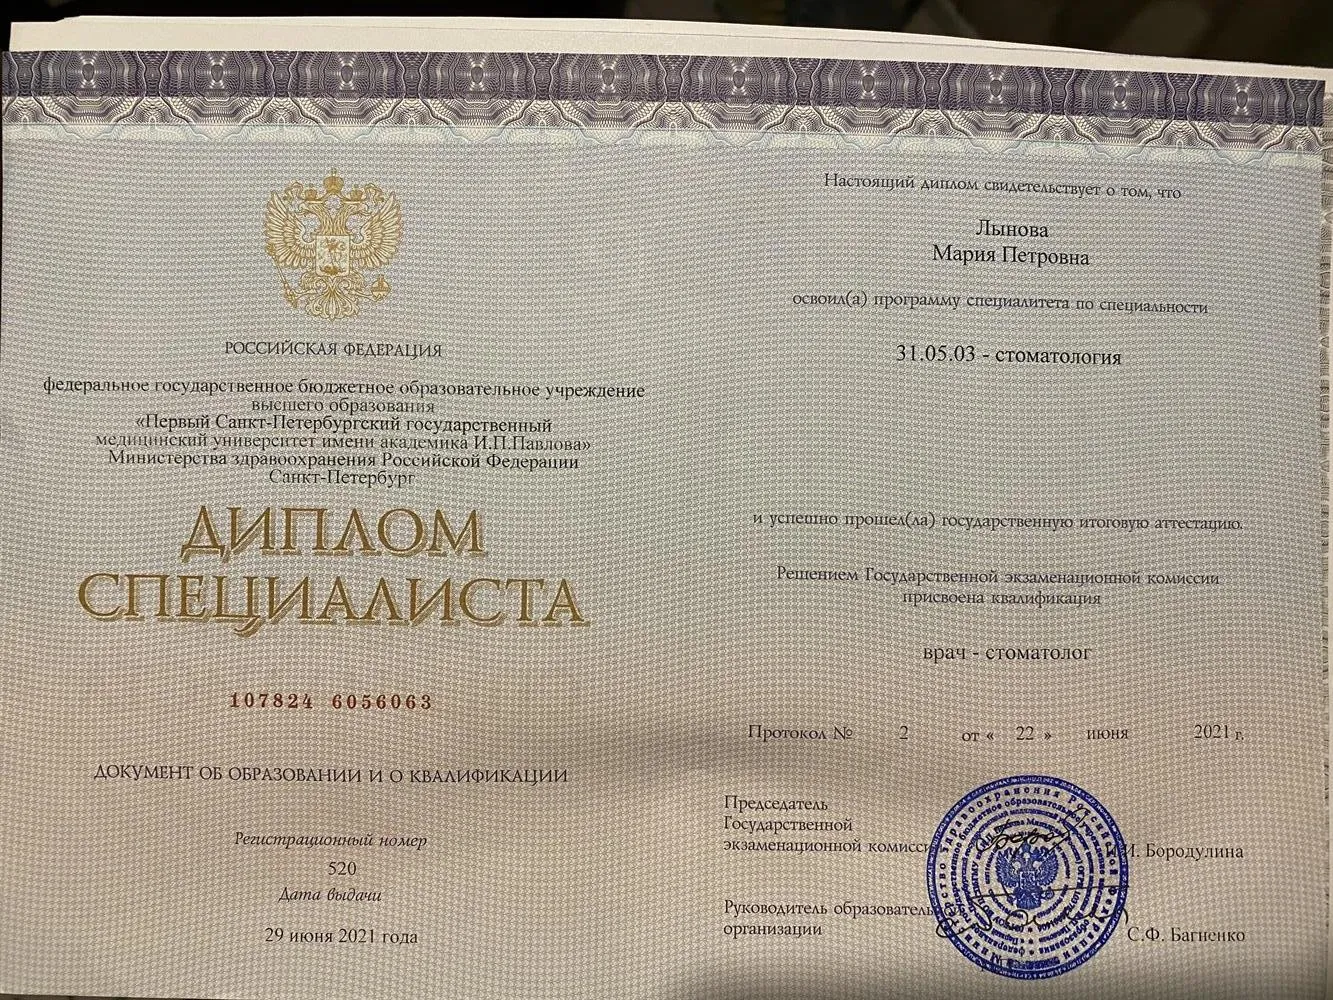 РОССИЙСКАЯ ФЕДЕРАЦИЯ
федеральное государственное бюджетное образовательное учреждение
высшего образования
«Первый Санкт-Петербургский государственный
медицинский университет имени академика И.П.Павлова»
Министерства здравоохранения Российской Федерации
Санкт-Петербург
ДИПЛОМ
СПЕЦИАЛИСТА
107824 6056063
ДОКУМЕНТ ОБ ОБРАЗОВАНИИ И О КВАЛИФИКАЦИИ
Регистрационный номер
520
Дата выдачи
29 июня 2021 года
Настоящий диплом свидетельствует о том, что
Лынова
Мария Петровна
освоил(а) программу специалитета по специальности
31.05.03 - стоматология
и успешно прошел(ла) государственную итоговую аттестацию.
Решением Государственной экзаменационной комиссии
присвоена квалификация
врач - стоматолог
Протокол № 2 от « 22 » июня 2021 г.
Председатель
Государственной
экзаменационной комисси
И. Бородулина
Руководитель образователь
организации
С.Ф. Багненко